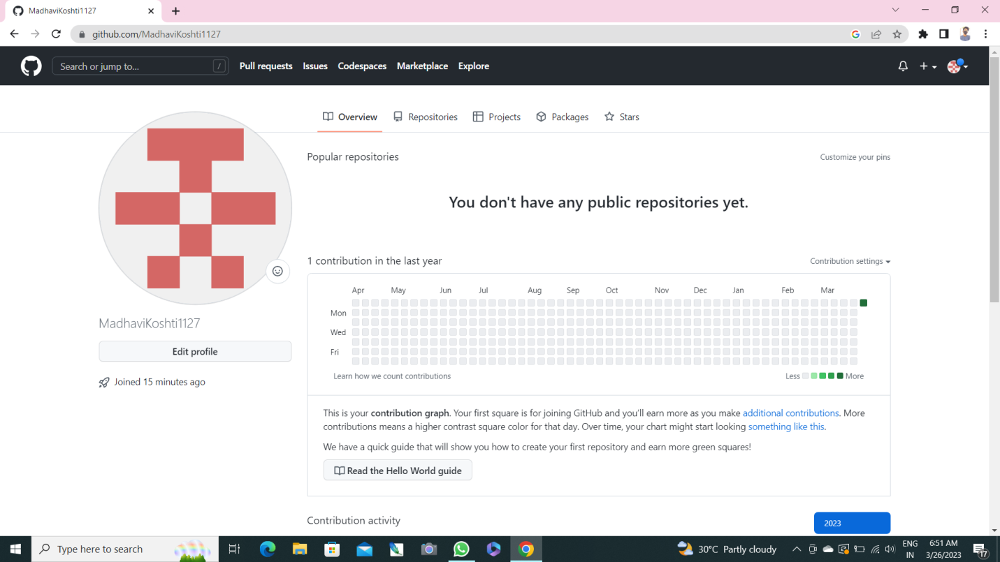 MadhaviKoshti1127
github.com/MadhaviKoshti1127
Search or jump to... /
Pull requests
Issues
Codespaces
Marketplace
Explore
Overview
Repositories
Projects
Packages
Stars
Popular repositories
Customize your pins
You don't have any public repositories yet.
1 contribution in the last year
Contribution settings
Apr May Jun Jul Aug Sep Oct Nov Dec Jan Feb Mar
Mon
Wed
Fri
Learn how we count contributions
Less More
MadhaviKoshti1127
Edit profile
Joined 15 minutes ago
This is your contribution graph. Your first square is for joining GitHub and you'll earn more as you make additional contributions. More
contributions means a higher contrast square color for that day. Over time, your chart might start looking something like this.
We have a quick guide that will show you how to create your first repository and earn more green squares!
Read the Hello World guide
Contribution activity
2023
Type here to search
30°C Partly cloudy
ENG
IN
6:51 AM
3/26/2023
17